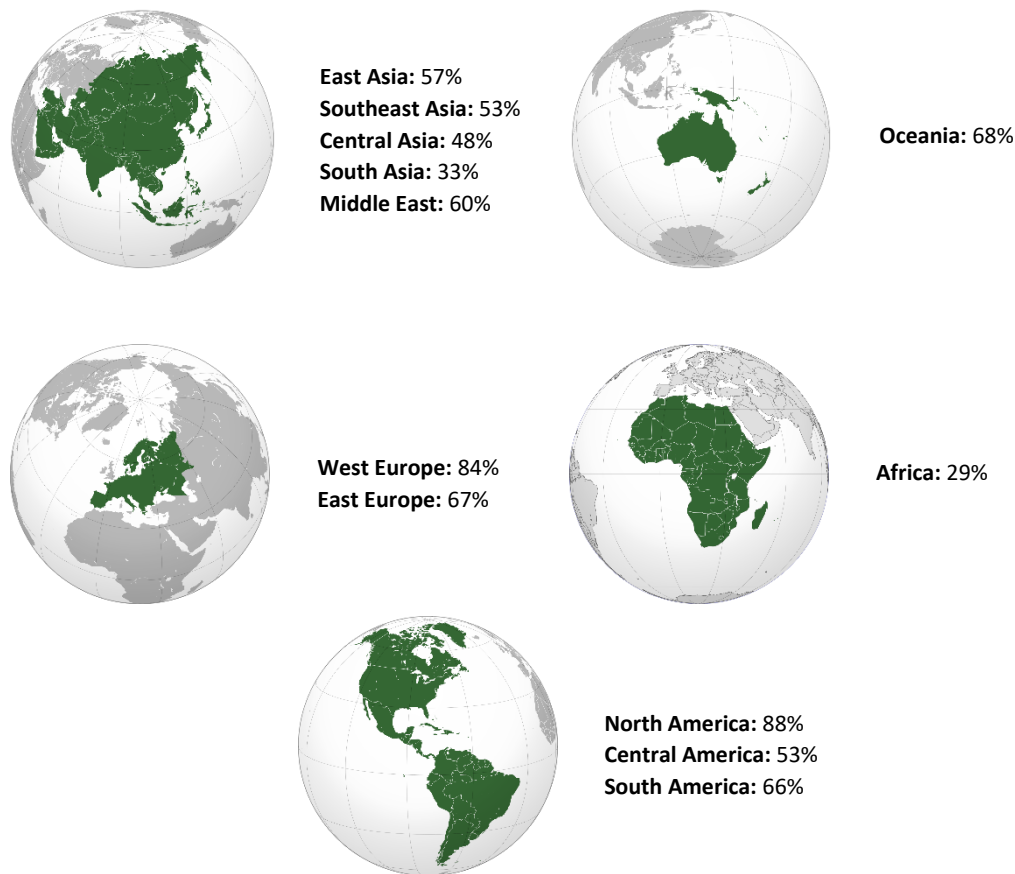 East Asia: 57%
Southeast Asia: 53%
Central Asia: 48%
South Asia: 33%
Middle East: 60%
Oceania: 68%
West Europe: 84%
East Europe: 67%
Africa: 29%
North America: 88%
Central America: 53%
South America: 66%